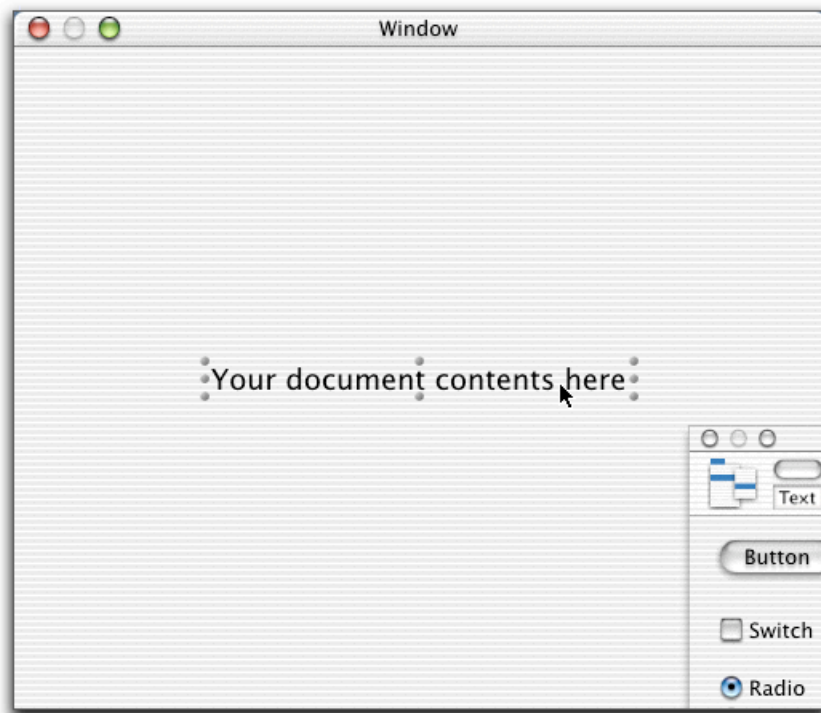 Window
Your document contents here
Text
Button
Switch
Radio